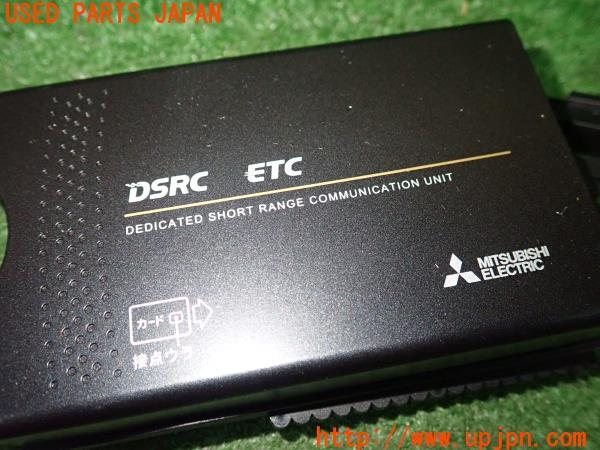 USED PARTS JAPAN
DSRC ETC
DEDICATED SHORT RANGE COMMUNICATION UNIT
MITSUBISHI
ELECTRIC
カード
接点ウラ
http://www.upjpn.com